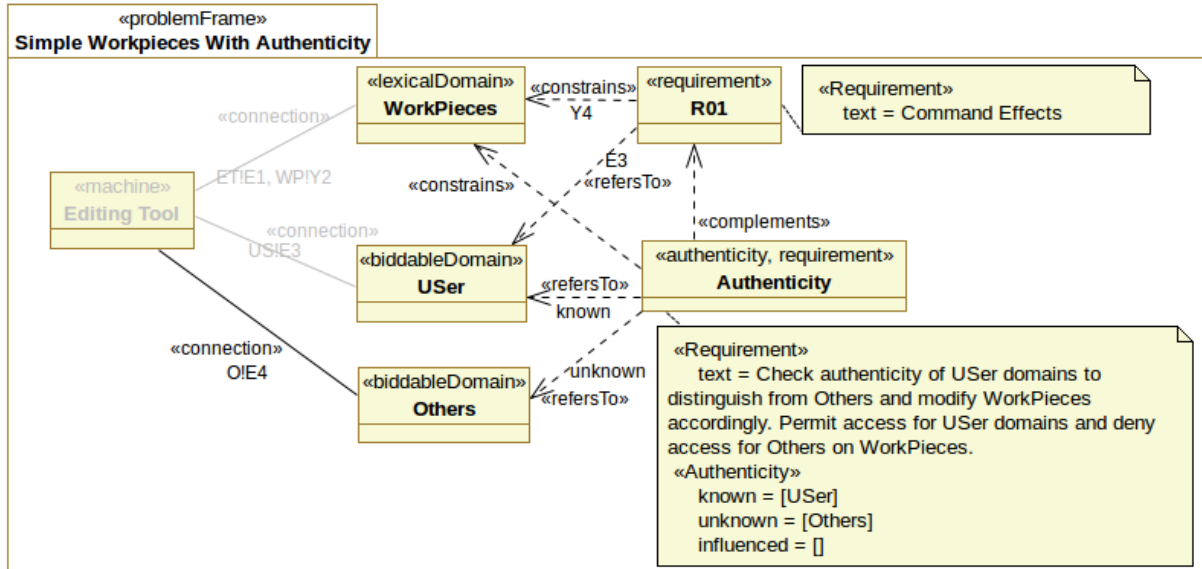 «problemFrame»
Simple Workpieces With Authenticity
«lexicalDomain»
WorkPieces
«constrains»
Y4
«requirement»
R01
«Requirement»
text = Command Effects
«connection»
ET!E1, WP!Y2
«machine»
Editing Tool
«constrains»
E3
«refersTo»
«complements»
«connection»
US!E3
«biddableDomain»
USer
«refersTo»
known
«authenticity, requirement»
Authenticity
«connection»
O!E4
«biddableDomain»
Others
unknown
«refersTo»
«Requirement»
text = Check authenticity of USer domains to
distinguish from Others and modify WorkPieces
accordingly. Permit access for USer domains and deny
access for Others on WorkPieces.
«Authenticity»
known = [USer]
unknown = [Others]
influenced = []